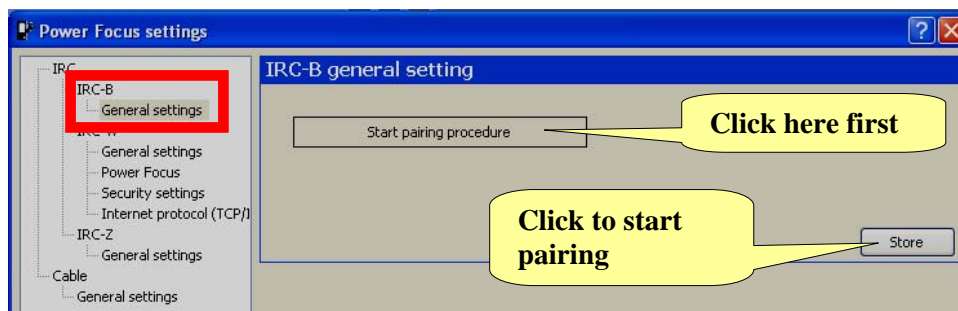 Power Focus settings
IRC
IRC-B
General settings
General settings
Power Focus
Security settings
Internet protocol (TCP/I
IRC-Z
General settings
Cable
General settings
IRC-B general setting
Start pairing procedure
Click here first
Click to start
pairing
Store